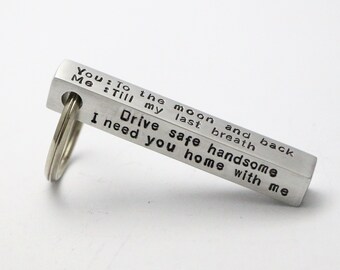 You:To the moon and back
Me :Till my last breath
Drive safe handsome
I need you home with me